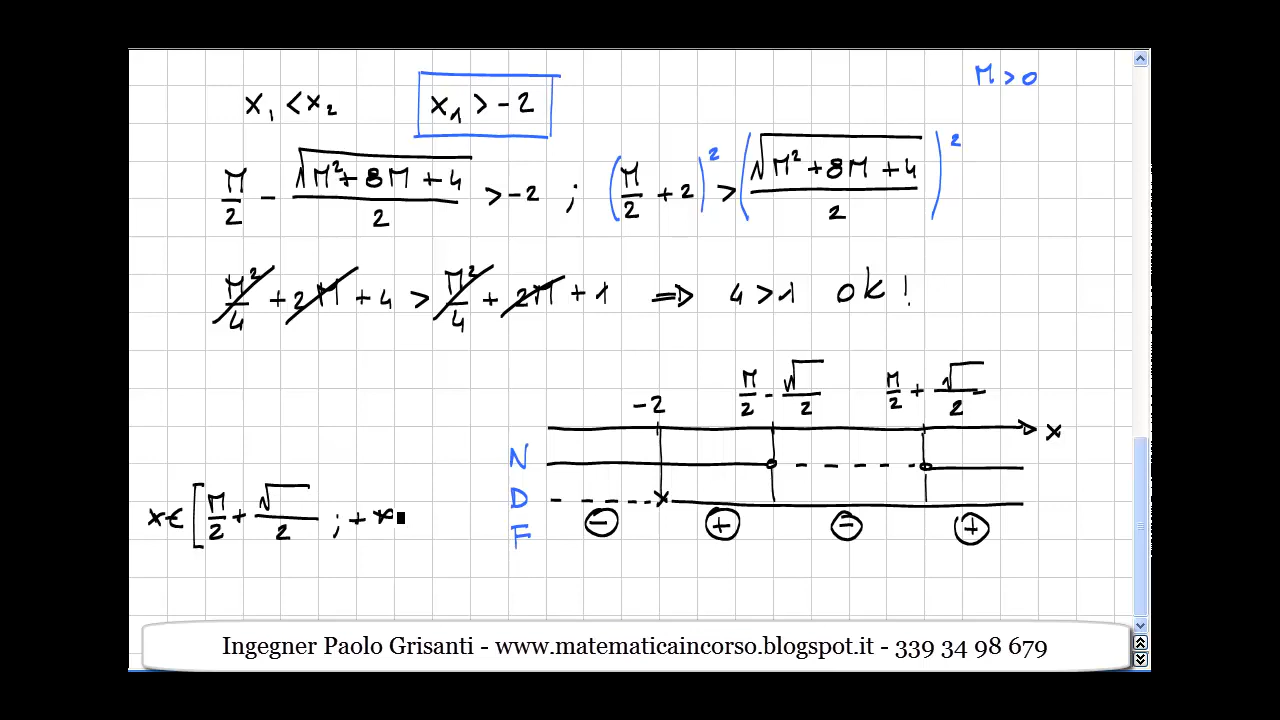 M > 0
x₁ < x₂   x₁ > -2
M/2 - √(M² + 8M + 4)/2 > -2 ; (M/2 + 2)² > (√(M² + 8M + 4)/2)²
M²/4 + 2M + 4 > M²/4 + 2M + 1 ⇒ 4 > 1 ok!
-2   M/2 - √/2   M/2 + √/2
x
N
D
F - + - +
x ∈ [M/2 + √/2 ; +
Ingegner Paolo Grisanti - www.matematicaincorso.blogspot.it - 339 34 98 679